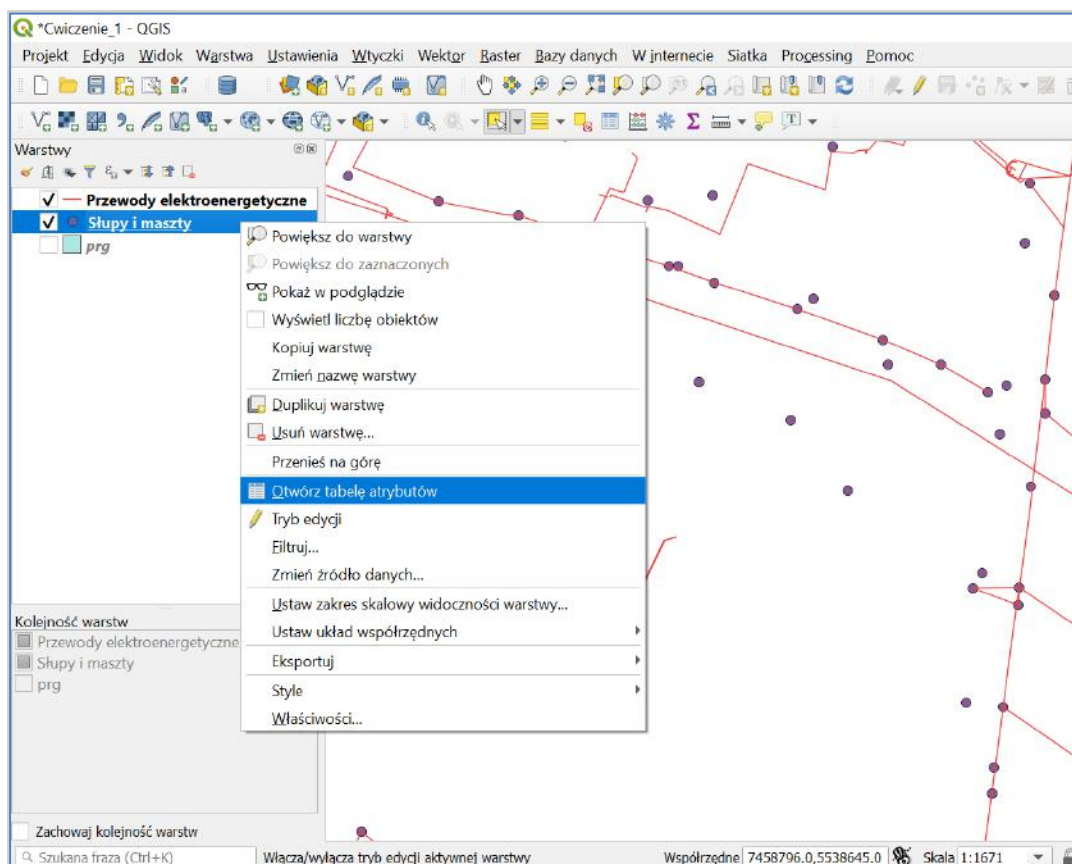 *Cwiczenie_1 - QGIS
Projekt Edycja Widok Warstwa Ustawienia Wtyczki Wektor Raster Bazy danych W internecie Siatka Processing Pomoc
Warstwy
Przewody elektroenergetyczne
Słupy i maszty
prg
Powiększ do warstwy
Powiększ do zaznaczonych
Pokaż w podglądzie
Wyświetl liczbę obiektów
Kopiuj warstwę
Zmień nazwę warstwy
Duplikuj warstwę
Usuń warstwę...
Przenieś na górę
Otwórz tabelę atrybutów
Tryb edycji
Filtruj...
Zmień źródło danych...
Ustaw zakres skalowy widoczności warstwy...
Ustaw układ współrzędnych
Eksportuj
Style
Właściwości...
Kolejność warstw
Przewody elektroenergetyczne
Słupy i maszty
prg
Zachowaj kolejność warstw
Szukana fraza (Ctrl+K) Włącza/wyłącza tryb edycji aktywnej warstwy Współrzędne 7458796.0,5538645.0 Skala 1:1671